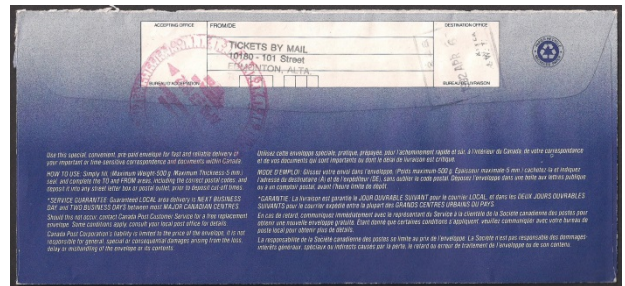 ACCEPTING OFFICE
FROM/DE
DESTINATION OFFICE
TICKETS BY MAIL
10180 - 101 Street
EDMONTON, ALTA.
BUREAU D'ACCEPTATION
BUREAU DE LIVRAISON
Use this special, convenient, pre-paid envelope for fast and reliable delivery of
your important or time sensitive correspondence and documents within Canada.
HOW TO USE: Simply fill, (Maximum Weight-500 g. Maximum Thickness-5 mm.)
seal, and complete the TO and FROM areas, including the correct postal codes, and
deposit it into any street letter box or postal outlet, prior to deposit cut-off times.
*SERVICE GUARANTEE: Guaranteed LOCAL area delivery is NEXT BUSINESS
DAY and TWO BUSINESS DAYS between most MAJOR CANADIAN CENTRES.
Should this not occur, contact Canada Post Customer Service for a free replacement
envelope. Some conditions apply, consult your local post office for details.
Canada Post Corporation's liability is limited to the price of the envelope. It is not
responsible for general, special or consequential damages arising from the loss,
delay or mishandling of the envelope or its contents.
Utilisez cette enveloppe spéciale, pratique, prépayée, pour l'acheminement rapide et sûr, à l'intérieur du Canada, de votre correspondance
et de vos documents qui sont importants ou dont le délai de livraison est critique.
MODE D'EMPLOI: Glissez votre envoi dans l'enveloppe, (Poids maximum 500 g. Épaisseur maximale 5 mm.) cachetez-la et indiquez
l'adresse du destinataire (À) et de l'expéditeur (DE), sans oublier le code postal. Déposez l'enveloppe dans une boîte aux lettres publique
ou à un comptoir postal, avant l'heure limite de dépôt.
*GARANTIE. La livraison est garantie le JOUR OUVRABLE SUIVANT pour le courrier LOCAL, et dans les DEUX JOURS OUVRABLES
SUIVANTS pour le courrier expédié entre la plupart des GRANDS CENTRES URBAINS DU PAYS.
En cas de retard, communiquez immédiatement avec le représentant du Service à la clientèle de la Société canadienne des postes pour
obtenir une nouvelle enveloppe gratuite. Étant donné que certaines conditions s'appliquent, veuillez communiquer avec votre bureau de
poste local pour obtenir plus de détails.
La responsabilité de la Société canadienne des postes se limite au prix de l'enveloppe. La Société n'est pas responsable des dommages
intérêts généraux, spéciaux ou indirects causés par la perte, le retard ou l'erreur de traitement de l'enveloppe ou de son contenu.